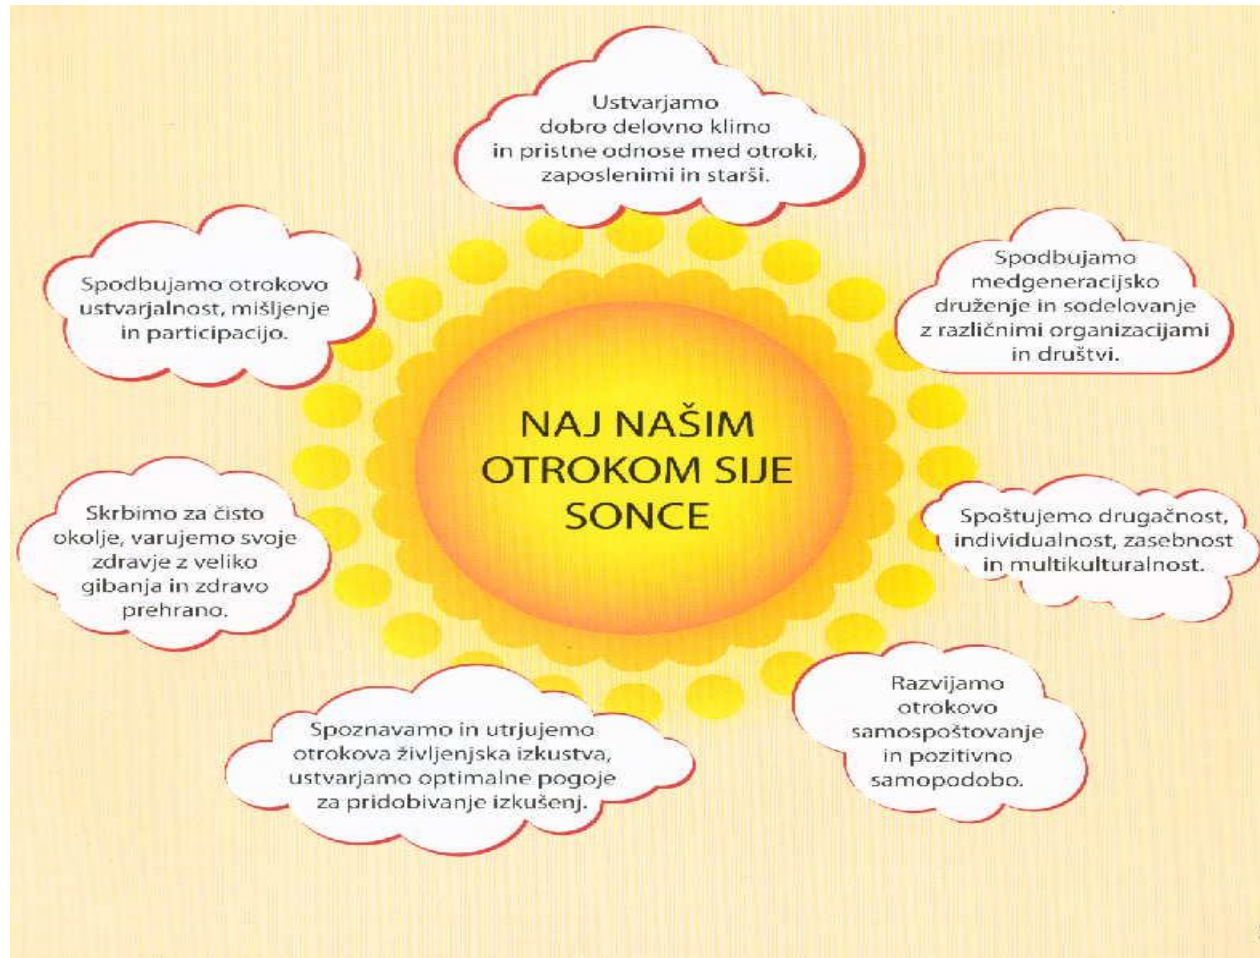 Ustvarjamo
dobro delovno klimo
in pristne odnose med otroki,
zaposlenimi in starši.
Spodbujamo
medgeneracijsko
druženje in sodelovanje
z različnimi organizacijami
in društvi.
Spoštujemo drugačnost,
individualnost, zasebnost
in multikulturalnost.
Razvijamo
otrokovo
samospoštovanje
in pozitivno
samopodobo.
Spoznavamo in utrjujemo
otrokova življenjska izkustva,
ustvarjamo optimalne pogoje
za pridobivanje izkušenj.
Skrbimo za čisto
okolje, varujemo svoje
zdravje z veliko
gibanja in zdravo
prehrano.
Spodbujamo otrokovo
ustvarjalnost, mišljenje
in participacijo.
NAJ NAŠIM
OTROKOM SIJE
SONCE